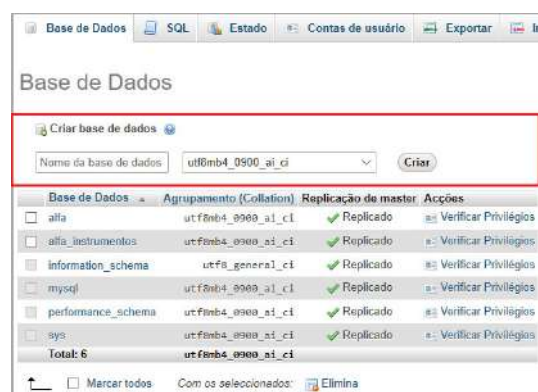 Base de Dados SQL Estado Contas de usuário Exportar
Base de Dados
Criar base de dados
Nome da base de dados utf8mb4_0900_ai_ci Criar
Base de Dados Agrupamento (Collation) Replicação de master Acções
alfa utf8mb4_0900_ai_ci Replicado Verificar Privilégios
alfa_instrumentos utf8mb4_0900_ai_ci Replicado Verificar Privilégios
information_schema utf8_general_ci Replicado Verificar Privilégios
mysql utf8mb4_0900_ai_ci Replicado Verificar Privilégios
performance_schema utf8mb4_0900_ai_ci Replicado Verificar Privilégios
sys utf8mb4_0900_ai_ci Replicado Verificar Privilégios
Total: 6 utf8mb4_0900_ai_ci
Marcar todos Com os seleccionados: Elimina